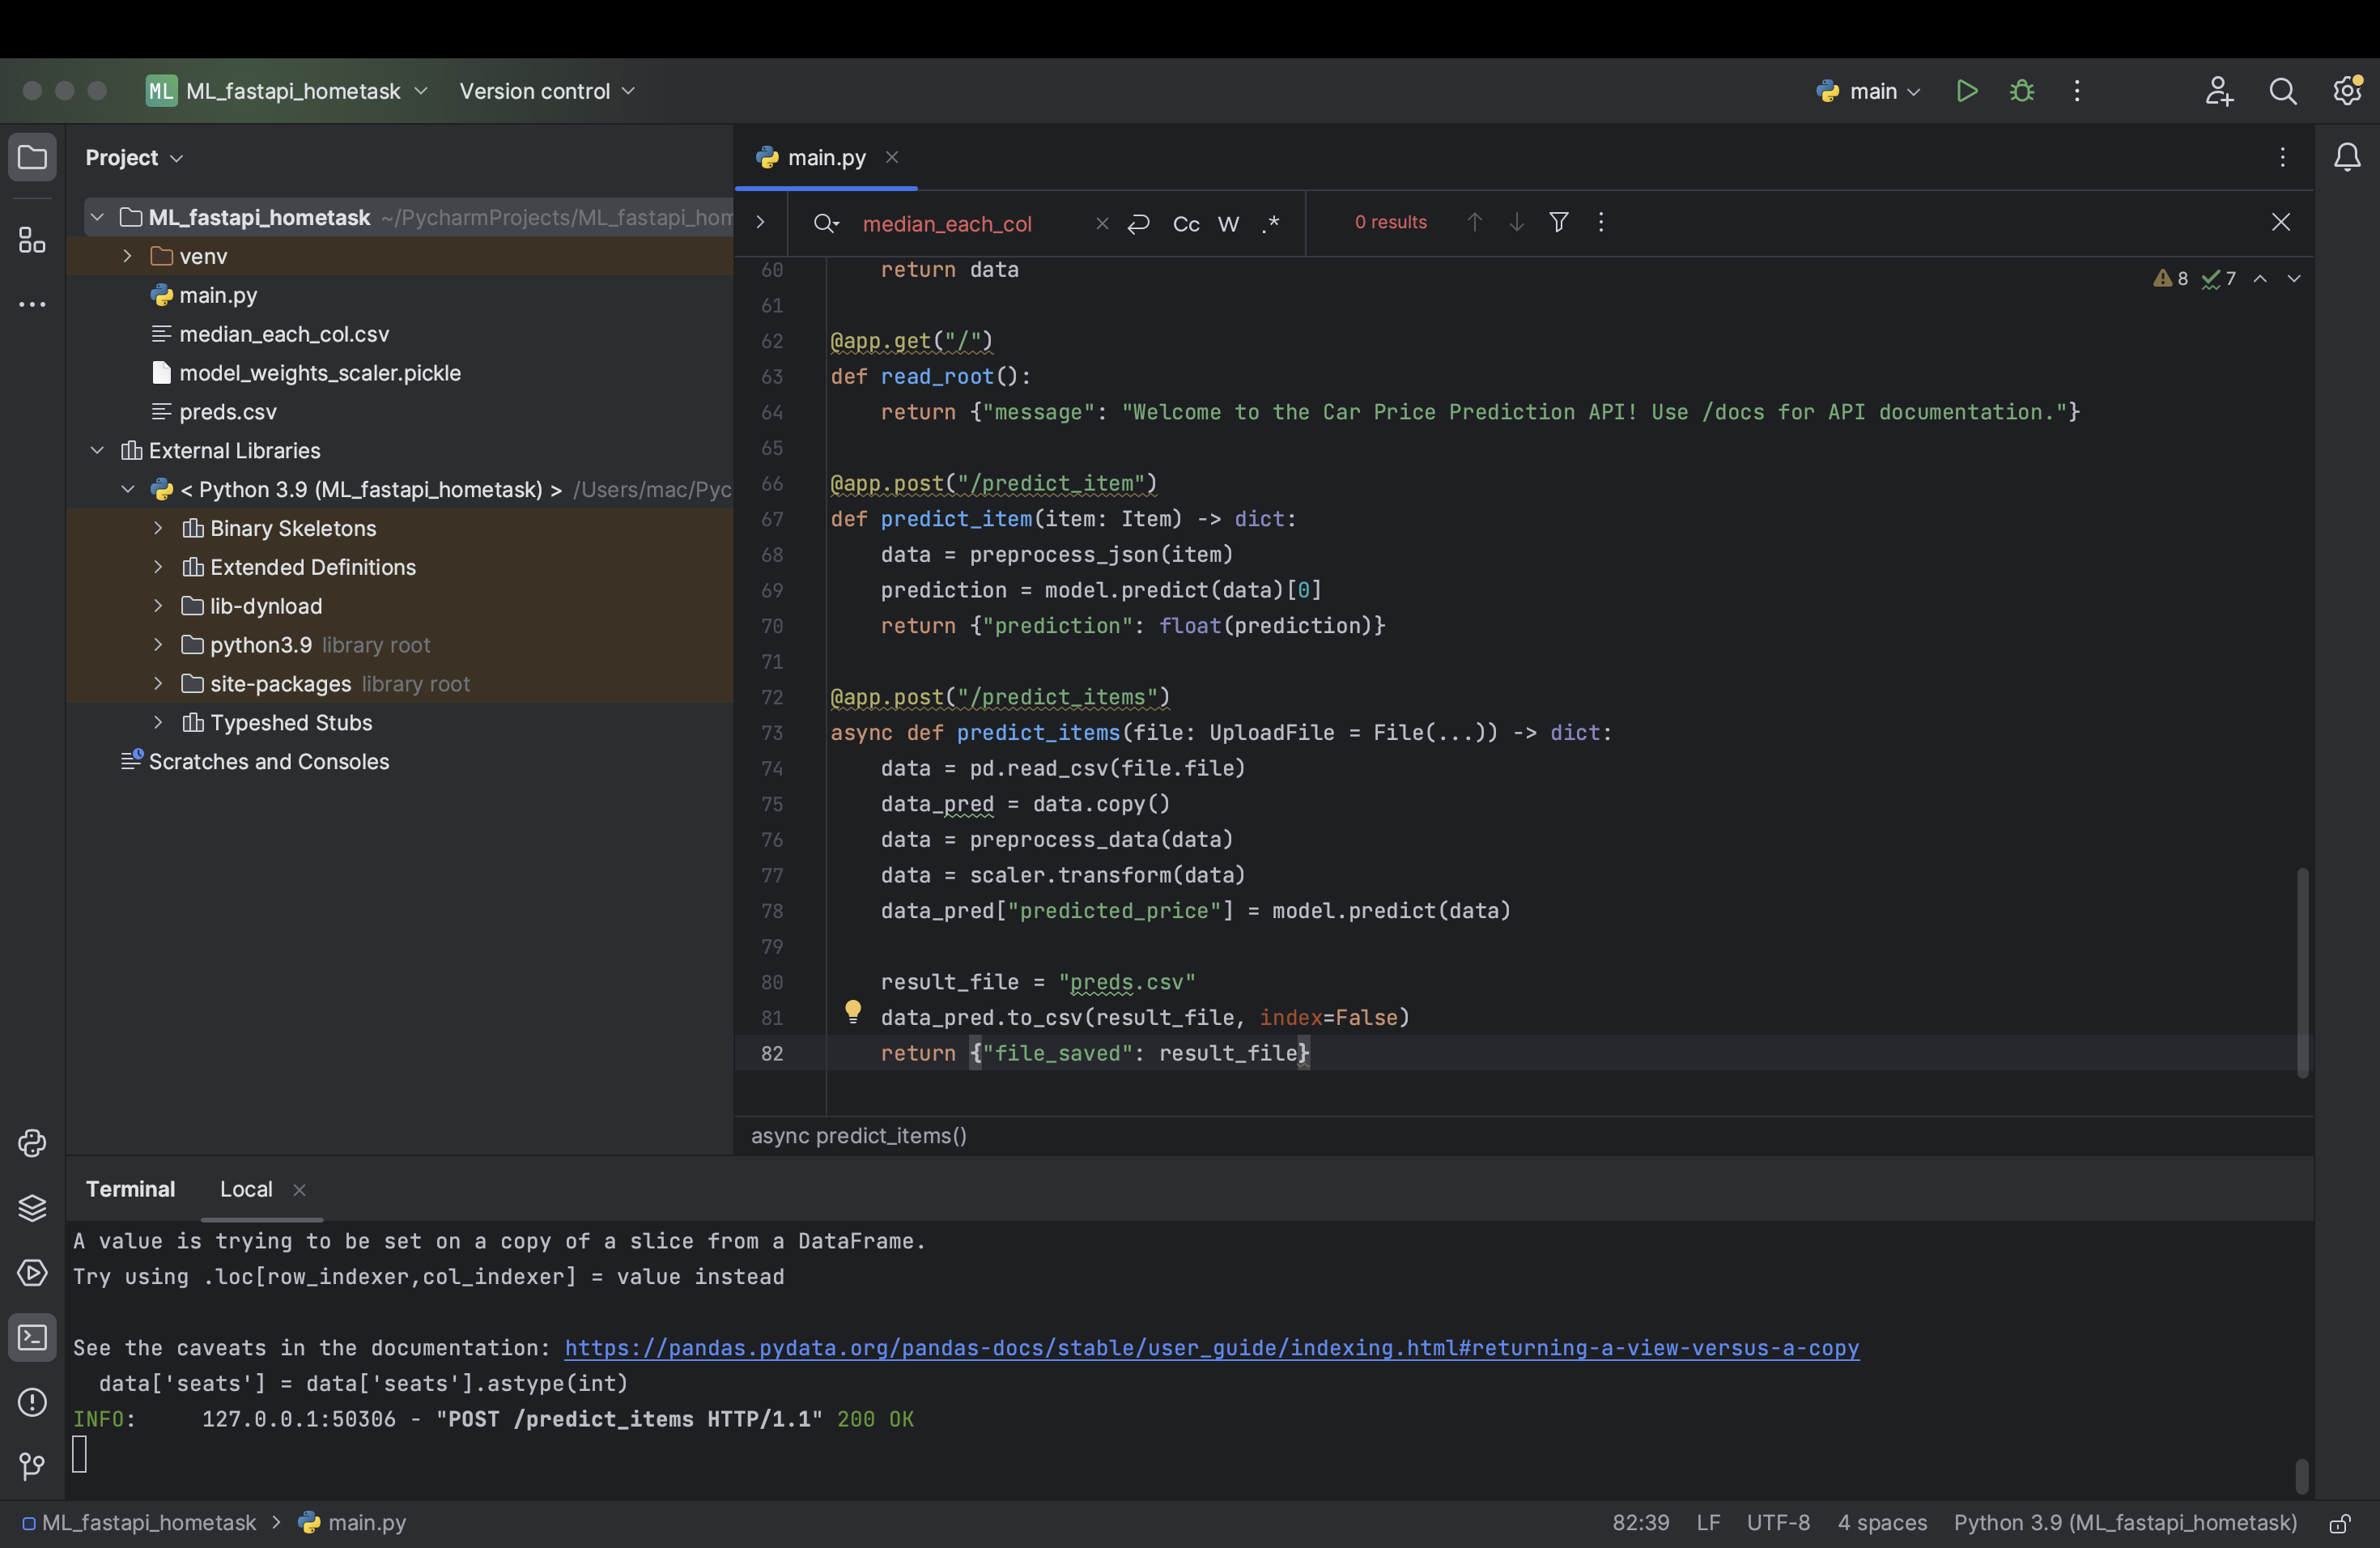 ML ML_fastapi_hometask Version control main
Project
ML_fastapi_hometask ~/PycharmProjects/ML_fastapi_hom
venv
main.py
median_each_col.csv
model_weights_scaler.pickle
preds.csv
External Libraries
< Python 3.9 (ML_fastapi_hometask) > /Users/mac/Pyc
Binary Skeletons
Extended Definitions
lib-dynload
python3.9 library root
site-packages library root
Typeshed Stubs
Scratches and Consoles
main.py
median_each_col Cc W .* 0 results
8 7
60     return data
61
62 @app.get("/")
63 def read_root():
64     return {"message": "Welcome to the Car Price Prediction API! Use /docs for API documentation."}
65
66 @app.post("/predict_item")
67 def predict_item(item: Item) -> dict:
68     data = preprocess_json(item)
69     prediction = model.predict(data)[0]
70     return {"prediction": float(prediction)}
71
72 @app.post("/predict_items")
73 async def predict_items(file: UploadFile = File(...)) -> dict:
74     data = pd.read_csv(file.file)
75     data_pred = data.copy()
76     data = preprocess_data(data)
77     data = scaler.transform(data)
78     data_pred["predicted_price"] = model.predict(data)
79
80     result_file = "preds.csv"
81     data_pred.to_csv(result_file, index=False)
82     return {"file_saved": result_file}
async predict_items()
Terminal Local
A value is trying to be set on a copy of a slice from a DataFrame.
Try using .loc[row_indexer,col_indexer] = value instead
See the caveats in the documentation: https://pandas.pydata.org/pandas-docs/stable/user_guide/indexing.html#returning-a-view-versus-a-copy
  data['seats'] = data['seats'].astype(int)
INFO:     127.0.0.1:50306 - "POST /predict_items HTTP/1.1" 200 OK
ML_fastapi_hometask > main.py 82:39 LF UTF-8 4 spaces Python 3.9 (ML_fastapi_hometask)